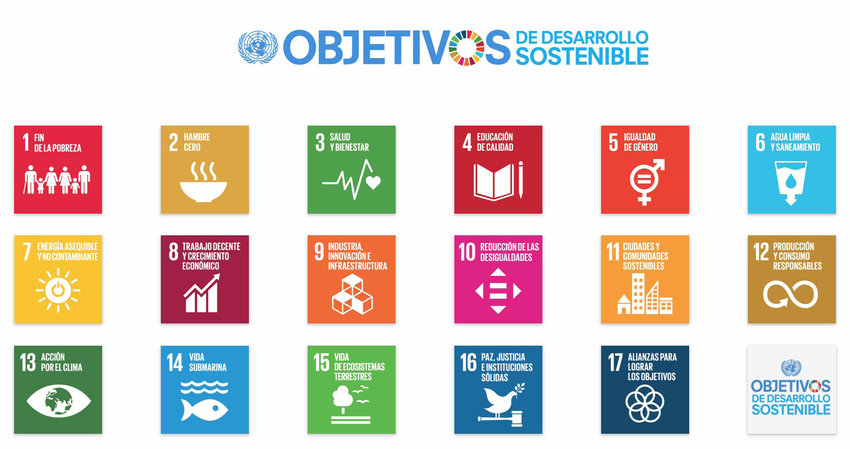 OBJETIVOS
DE DESARROLLO
SOSTENIBLE
1 FIN
DE LA POBREZA
2 HAMBRE
CERO
3 SALUD
Y BIENESTAR
4 EDUCACIÓN
DE CALIDAD
5 IGUALDAD
DE GÉNERO
6 AGUA LIMPIA
Y SANEAMIENTO
7 ENERGÍA ASEQUIBLE
Y NO CONTAMINANTE
8 TRABAJO DECENTE
Y CRECIMIENTO
ECONÓMICO
9 INDUSTRIA,
INNOVACIÓN E
INFRAESTRUCTURA
10 REDUCCIÓN DE LAS
DESIGUALDADES
11 CIUDADES Y
COMUNIDADES
SOSTENIBLES
12 PRODUCCIÓN
Y CONSUMO
RESPONSABLES
13 ACCIÓN
POR EL CLIMA
14 VIDA
SUBMARINA
15 VIDA
DE ECOSISTEMAS
TERRESTRES
16 PAZ, JUSTICIA
E INSTITUCIONES
SÓLIDAS
17 ALIANZAS PARA
LOGRAR
LOS OBJETIVOS
OBJETIVOS
DE DESARROLLO
SOSTENIBLE